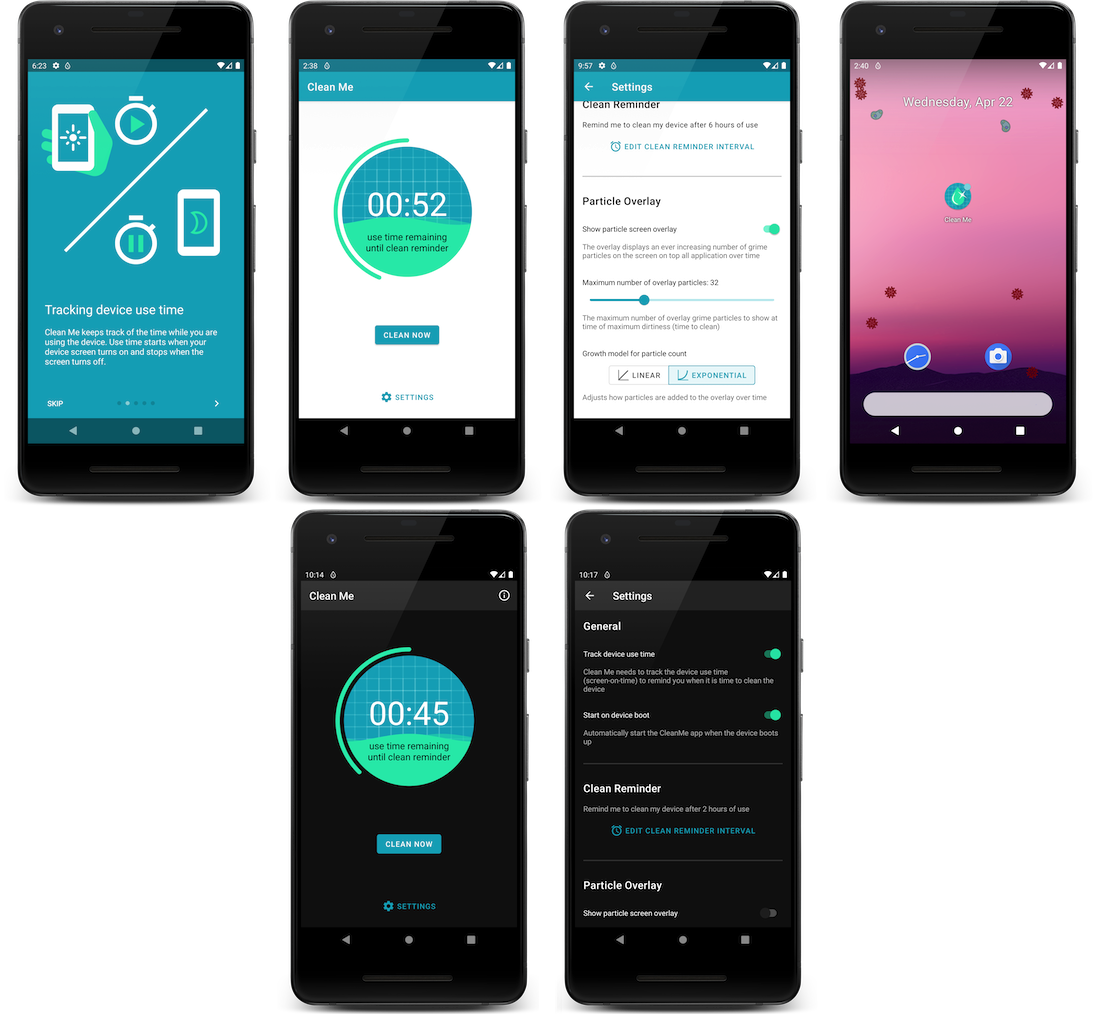 6:23
Tracking device use time
Clean Me keeps track of the time while you are
using the device. Use time starts when your
device screen turns on and stops when the
screen turns off.
SKIP
2:38
Clean Me
00:52
use time remaining
until clean reminder
CLEAN NOW
SETTINGS
9:57
Settings
Clean Reminder
Remind me to clean my device after 6 hours of use
EDIT CLEAN REMINDER INTERVAL
Particle Overlay
Show particle screen overlay
The overlay displays an ever increasing number of grime
particles on the screen on top all application over time
Maximum number of overlay particles: 32
The maximum number of overlay grime particles to show at
time of maximum dirtiness (time to clean)
Growth model for particle count
LINEAR
EXPONENTIAL
Adjusts how particles are added to the overlay over time
2:40
Wednesday, Apr 22
Clean Me
10:14
Clean Me
00:45
use time remaining
until clean reminder
CLEAN NOW
SETTINGS
10:17
Settings
General
Track device use time
Clean Me needs to track the device use time
(screen-on-time) to remind you when it is time to clean the
device
Start on device boot
Automatically start the CleanMe app when the device boots
up
Clean Reminder
Remind me to clean my device after 2 hours of use
EDIT CLEAN REMINDER INTERVAL
Particle Overlay
Show particle screen overlay